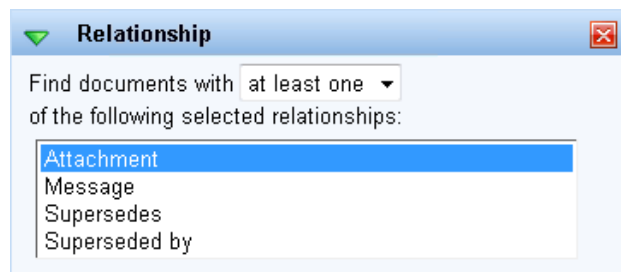 Relationship
Find documents with at least one
of the following selected relationships:
Attachment
Message
Supersedes
Superseded by